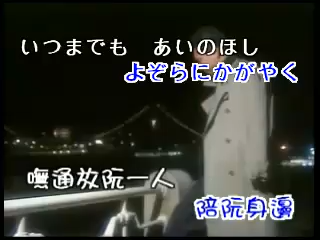 いつまでも　あいのほし
よぞらにかがやく
嘸通放阮一人
陪阮身邊